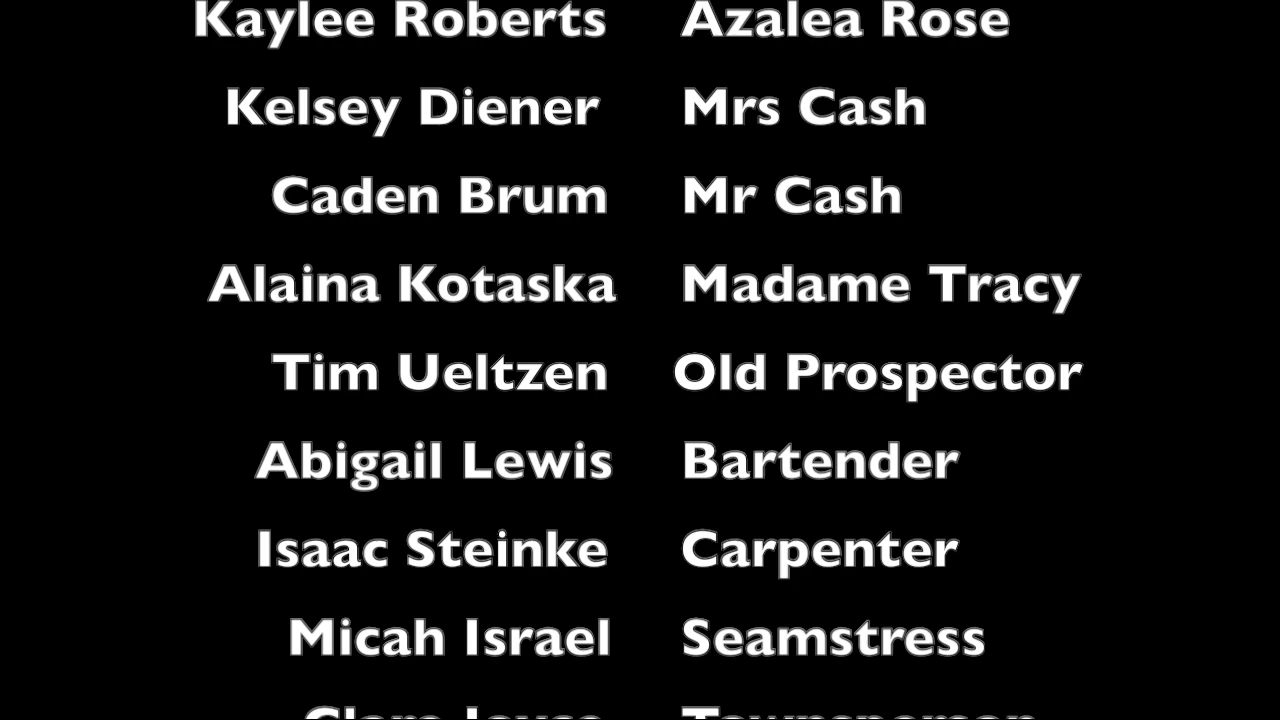 Kaylee Roberts Azalea Rose
Kelsey Diener Mrs Cash
Caden Brum Mr Cash
Alaina Kotaska Madame Tracy
Tim Ueltzen Old Prospector
Abigail Lewis Bartender
Isaac Steinke Carpenter
Micah Israel Seamstress